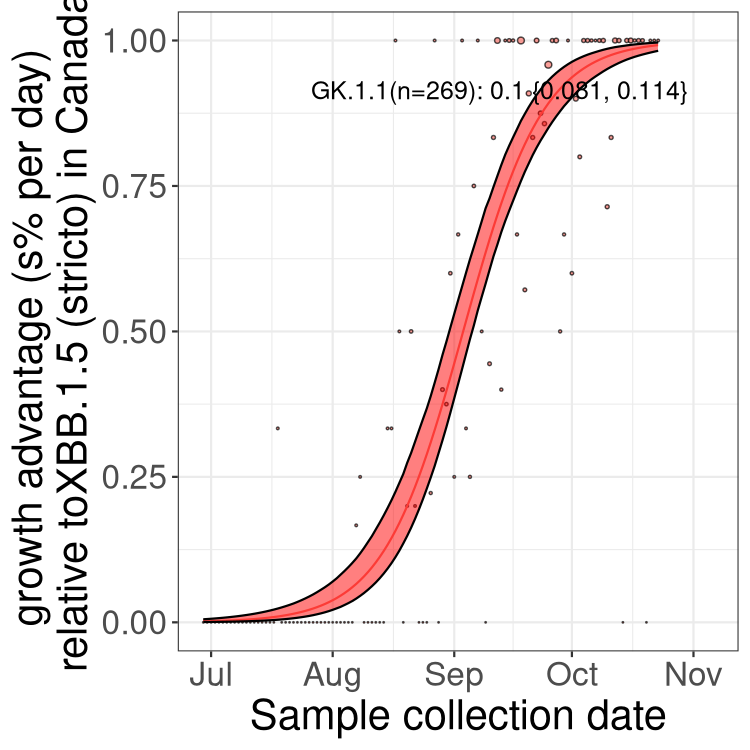 growth advantage (s% per day)
relative toXBB.1.5 (stricto) in Canada
1.00
0.75
0.50
0.25
0.00
GK.1.1(n=269): 0.1 {0.081, 0.114}
Jul Aug Sep Oct Nov
Sample collection date